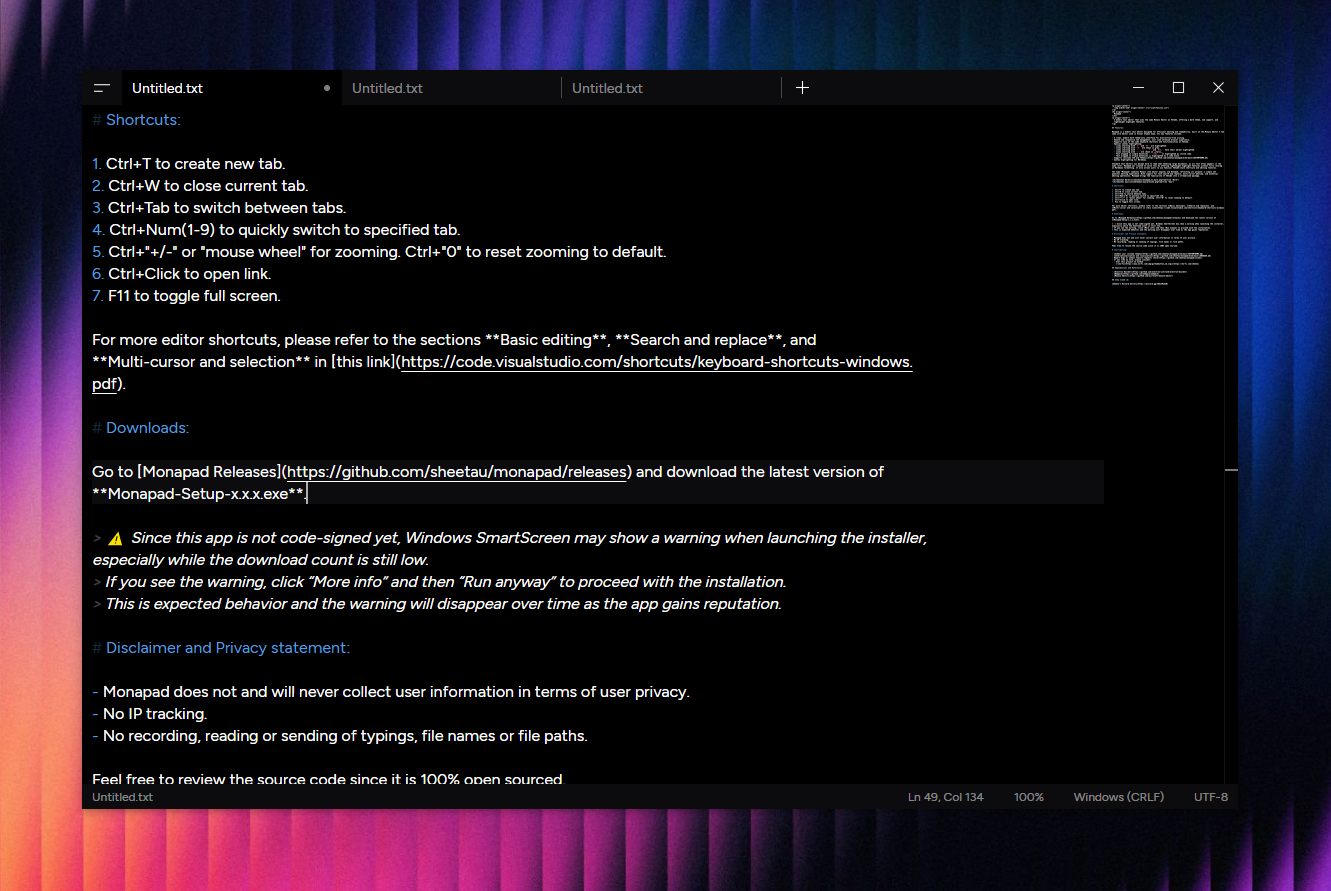 Untitled.txt Untitled.txt Untitled.txt
# Shortcuts:
1. Ctrl+T to create new tab.
2. Ctrl+W to close current tab.
3. Ctrl+Tab to switch between tabs.
4. Ctrl+Num(1-9) to quickly switch to specified tab.
5. Ctrl+"+/-" or "mouse wheel" for zooming. Ctrl+"0" to reset zooming to default.
6. Ctrl+Click to open link.
7. F11 to toggle full screen.
For more editor shortcuts, please refer to the sections **Basic editing**, **Search and replace**, and
**Multi-cursor and selection** in [this link](https://code.visualstudio.com/shortcuts/keyboard-shortcuts-windows.
pdf).
# Downloads:
Go to [Monapad Releases](https://github.com/sheetau/monapad/releases) and download the latest version of
**Monapad-Setup-x.x.x.exe**.
> ⚠️ Since this app is not code-signed yet, Windows SmartScreen may show a warning when launching the installer,
especially while the download count is still low.
> If you see the warning, click “More info” and then “Run anyway” to proceed with the installation.
> This is expected behavior and the warning will disappear over time as the app gains reputation.
# Disclaimer and Privacy statement:
- Monapad does not and will never collect user information in terms of user privacy.
- No IP tracking.
- No recording, reading or sending of typings, file names or file paths.
Feel free to review the source code since it is 100% open sourced.
Untitled.txt Ln 49, Col 134 100% Windows (CRLF) UTF-8